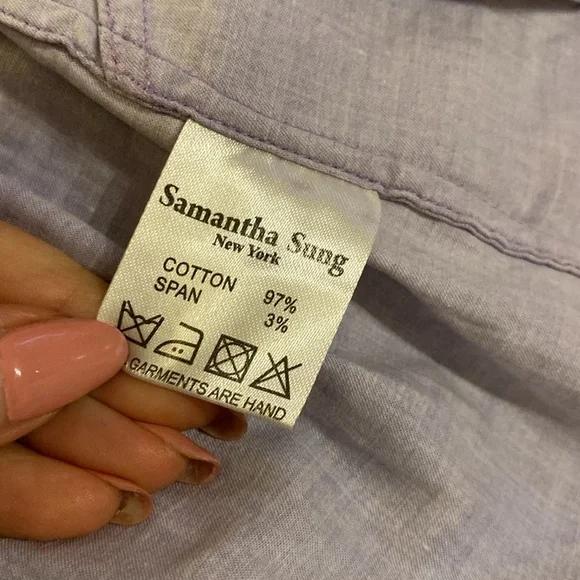 Samantha Sung
New York
COTTON 97%
SPAN 3%
GARMENTS ARE HAND